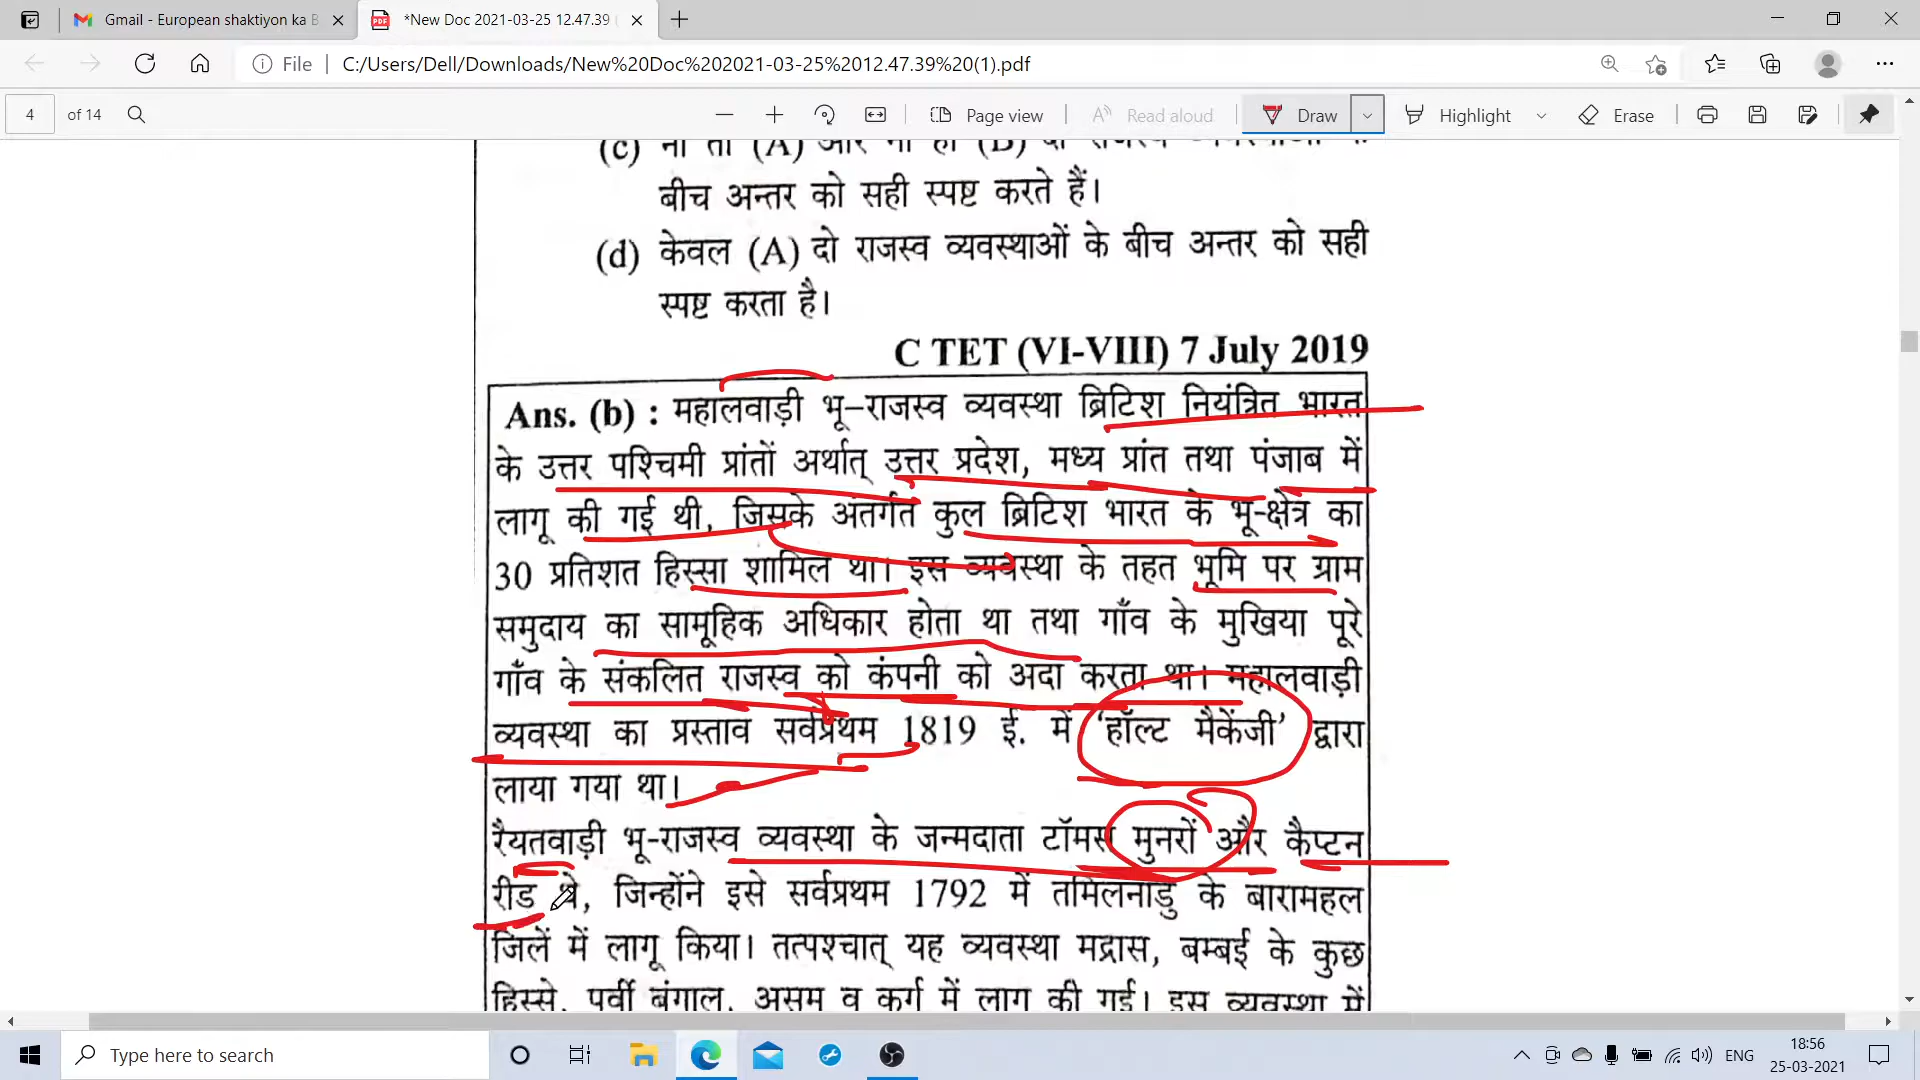 Gmail - European shaktiyon ka B
*New Doc 2021-03-25 12.47.39 (
File
C:/Users/Dell/Downloads/New%20Doc%202021-03-25%2012.47.39%20(1).pdf
4 of 14
Page view
Read aloud
Draw
Highlight
Erase
(c)
(A) और (B) दो
बीच अन्तर को सही स्पष्ट करते हैं।
(d) केवल (A) दो राजस्व व्यवस्थाओं के बीच अन्तर को सही
स्पष्ट करता है।
C TET (VI-VIII) 7 July 2019
Ans. (b) : महालवाड़ी भू–राजस्व व्यवस्था ब्रिटिश नियंत्रित भारत
के उत्तर पश्चिमी प्रांतों अर्थात् उत्तर प्रदेश, मध्य प्रांत तथा पंजाब में
लागू की गई थी, जिसके अंतर्गत कुल ब्रिटिश भारत के भू-क्षेत्र का
30 प्रतिशत हिस्सा शामिल था। इस व्यवस्था के तहत भूमि पर ग्राम
समुदाय का सामूहिक अधिकार होता था तथा गाँव के मुखिया पूरे
गाँव के संकलित राजस्व को कंपनी को अदा करता था। महालवाड़ी
व्यवस्था का प्रस्ताव सर्वप्रथम 1819 ई. में ‘हॉल्ट मैकेंजी’ द्वारा
लाया गया था।
रैयतवाड़ी भू-राजस्व व्यवस्था के जन्मदाता टॉमस मुनरों और कैप्टन
रीड थे, जिन्होंने इसे सर्वप्रथम 1792 में तमिलनाडु के बारामहल
जिलें में लागू किया। तत्पश्चात् यह व्यवस्था मद्रास, बम्बई के कुछ
हिस्से, पूर्वी बंगाल, असम व कुर्ग में लागू की गई। इस व्यवस्था में
Type here to search
ENG
18:56
25-03-2021